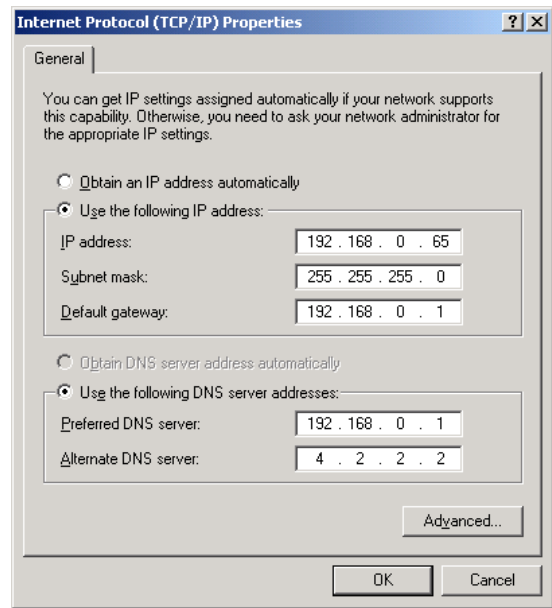 Internet Protocol (TCP/IP) Properties ? X
General
You can get IP settings assigned automatically if your network supports
this capability. Otherwise, you need to ask your network administrator for
the appropriate IP settings.
Obtain an IP address automatically
Use the following IP address:
IP address: 192 . 168 . 0 . 65
Subnet mask: 255 . 255 . 255 . 0
Default gateway: 192 . 168 . 0 . 1
Obtain DNS server address automatically
Use the following DNS server addresses:
Preferred DNS server: 192 . 168 . 0 . 1
Alternate DNS server: 4 . 2 . 2 . 2
Advanced...
OK Cancel